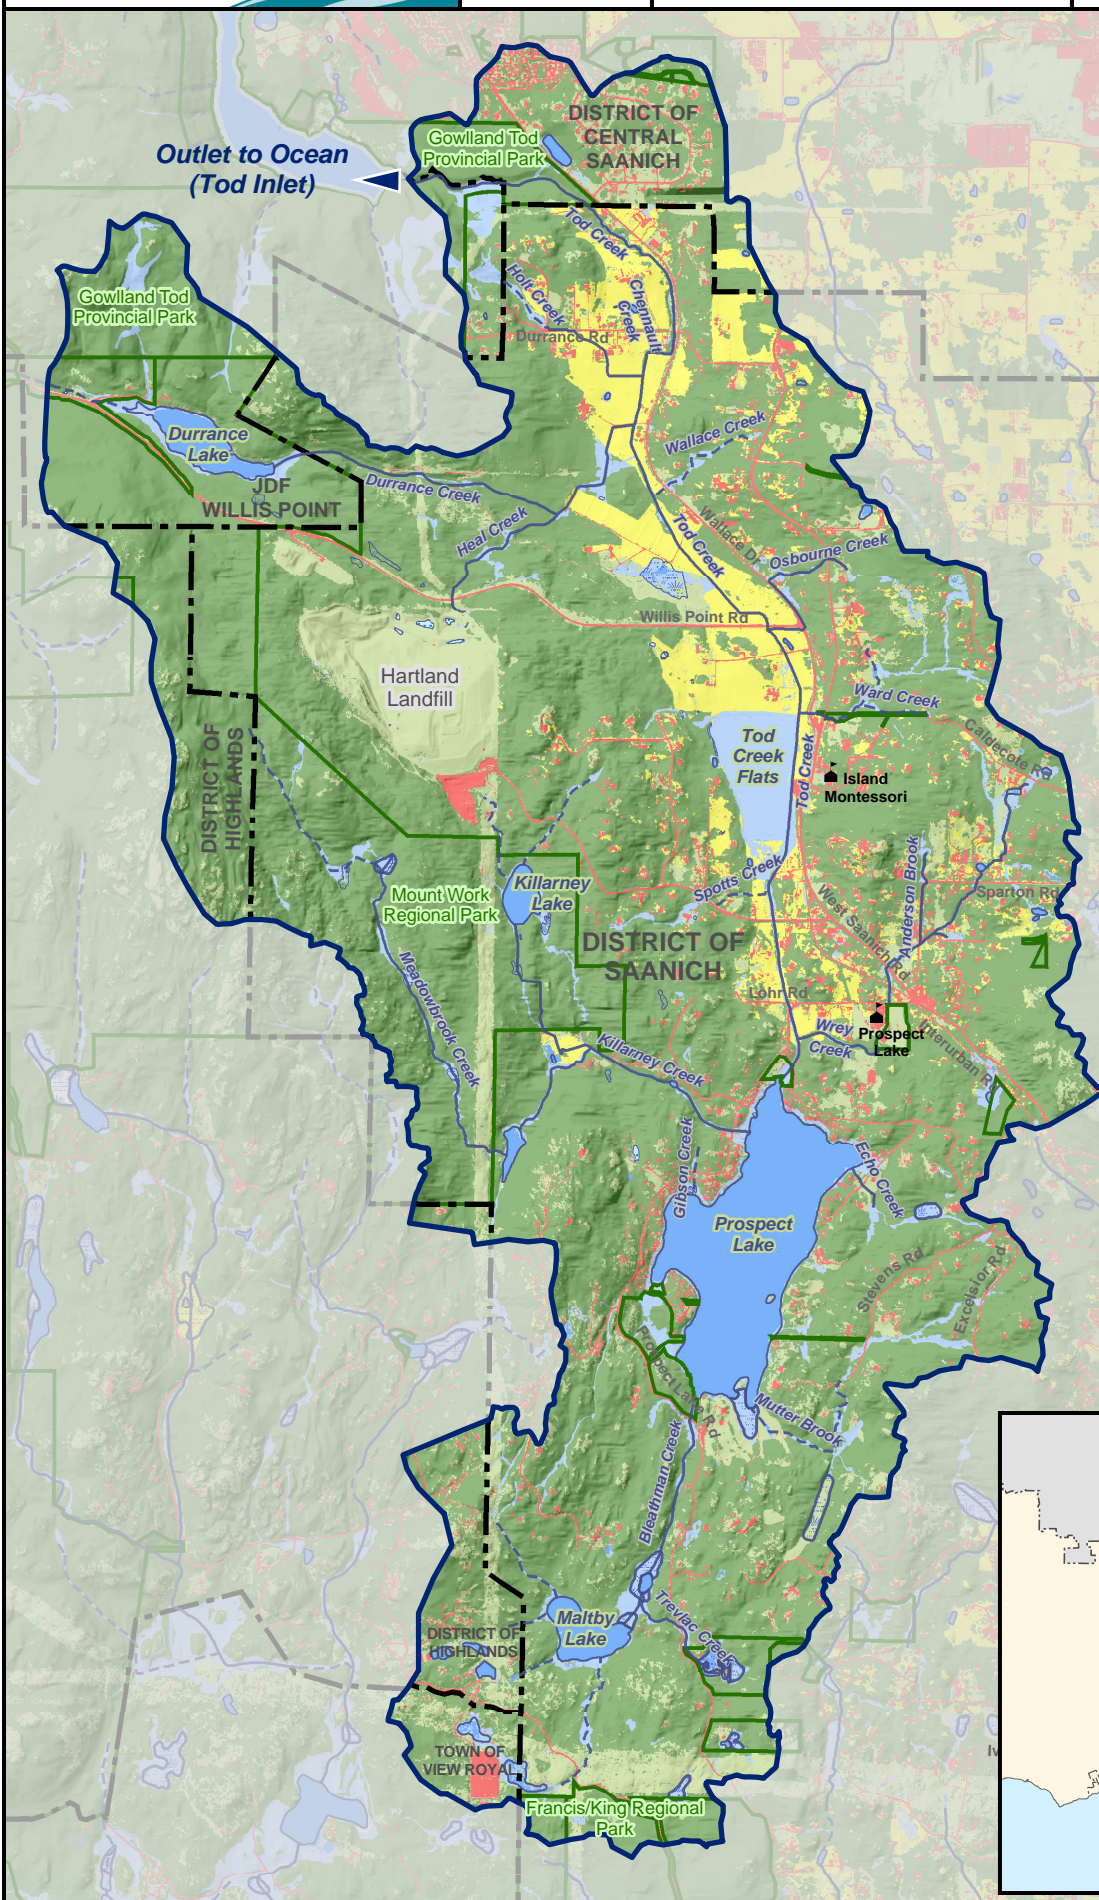 DISTRICT OF
CENTRAL
SAANICH
Gowlland Tod
Provincial Park
Outlet to Ocean
(Tod Inlet)
Tod Creek
Holt Creek
Chennault
Creek
Durrance Rd
Gowlland Tod
Provincial Park
Wallace Creek
Durrance
Lake
JDF
WILLIS POINT
Durrance Creek
Heal Creek
Tod Creek
Wallace Dr
Osbourne Creek
Willis Point Rd
Hartland
Landfill
Ward Creek
Caldecote Rd
DISTRICT OF
HIGHLANDS
Tod
Creek
Flats
Tod Creek
Island
Montessori
Mount Work
Regional Park
Killarney
Lake
Spotts Creek
West Saanich Rd
Anderson Brook
Sparton Rd
DISTRICT OF
SAANICH
Meadowbrook Creek
Lohr Rd
Wrey
Creek
Prospect
Lake
Interurban Rd
Killarney Creek
Gibson Creek
Echo Creek
Prospect
Lake
Stevens Rd
Excelsior Rd
Prospect Lake Rd
Mutter Brook
Bleathman Creek
Maltby
Lake
Trevlac Creek
DISTRICT OF
HIGHLANDS
TOWN OF
VIEW ROYAL
Francis/King Regional
Park